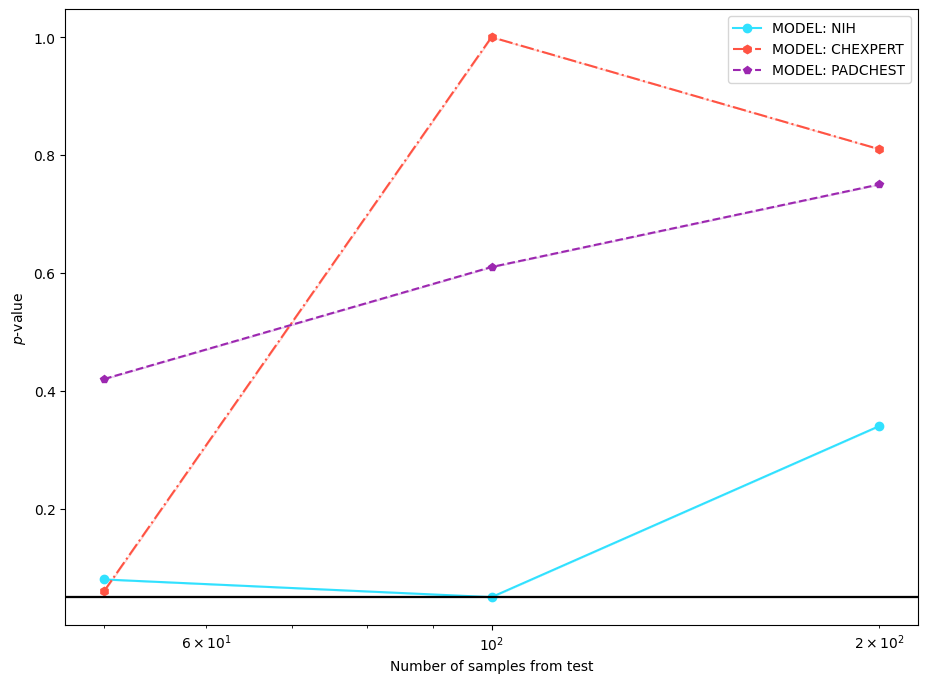 MODEL: NIH
MODEL: CHEXPERT
MODEL: PADCHEST
1.0
0.8
0.6
0.4
0.2
p-value
6 × 10¹
10²
2 × 10²
Number of samples from test